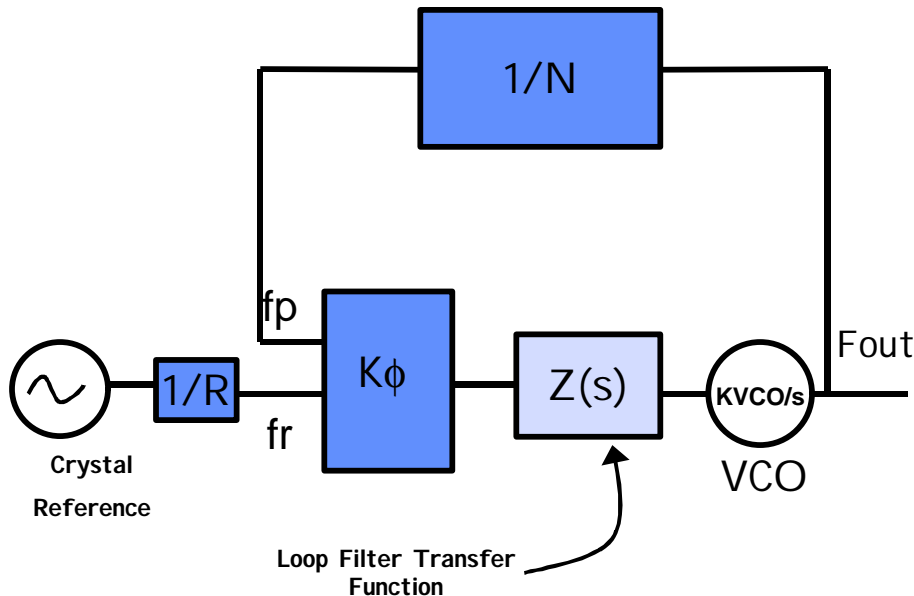 1/N
fp
Fout
1/R
Kϕ
Z(s)
KVCO/s
fr
Crystal
Reference
VCO
Loop Filter Transfer
Function